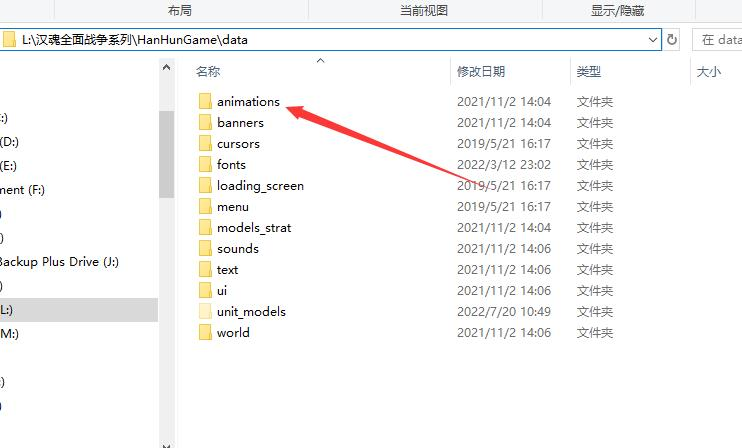 布局 当前视图 显示/隐藏
L:\汉魂全面战争系列\HanHunGame\data 在 data
名称 修改日期 类型 大小
animations 2021/11/2 14:04 文件夹
banners 2021/11/2 14:04 文件夹
cursors 2019/5/21 16:17 文件夹
fonts 2022/3/12 23:02 文件夹
loading_screen 2019/5/21 16:17 文件夹
menu 2019/5/21 16:17 文件夹
models_strat 2021/11/2 14:04 文件夹
sounds 2021/11/2 14:06 文件夹
text 2021/11/2 14:06 文件夹
ui 2021/11/2 14:06 文件夹
unit_models 2022/7/20 10:49 文件夹
world 2021/11/2 14:06 文件夹
:)
(D:)
(E:)
ment (F:)
)
Backup Plus Drive (J:)
)
L:)
M:)
:)
)